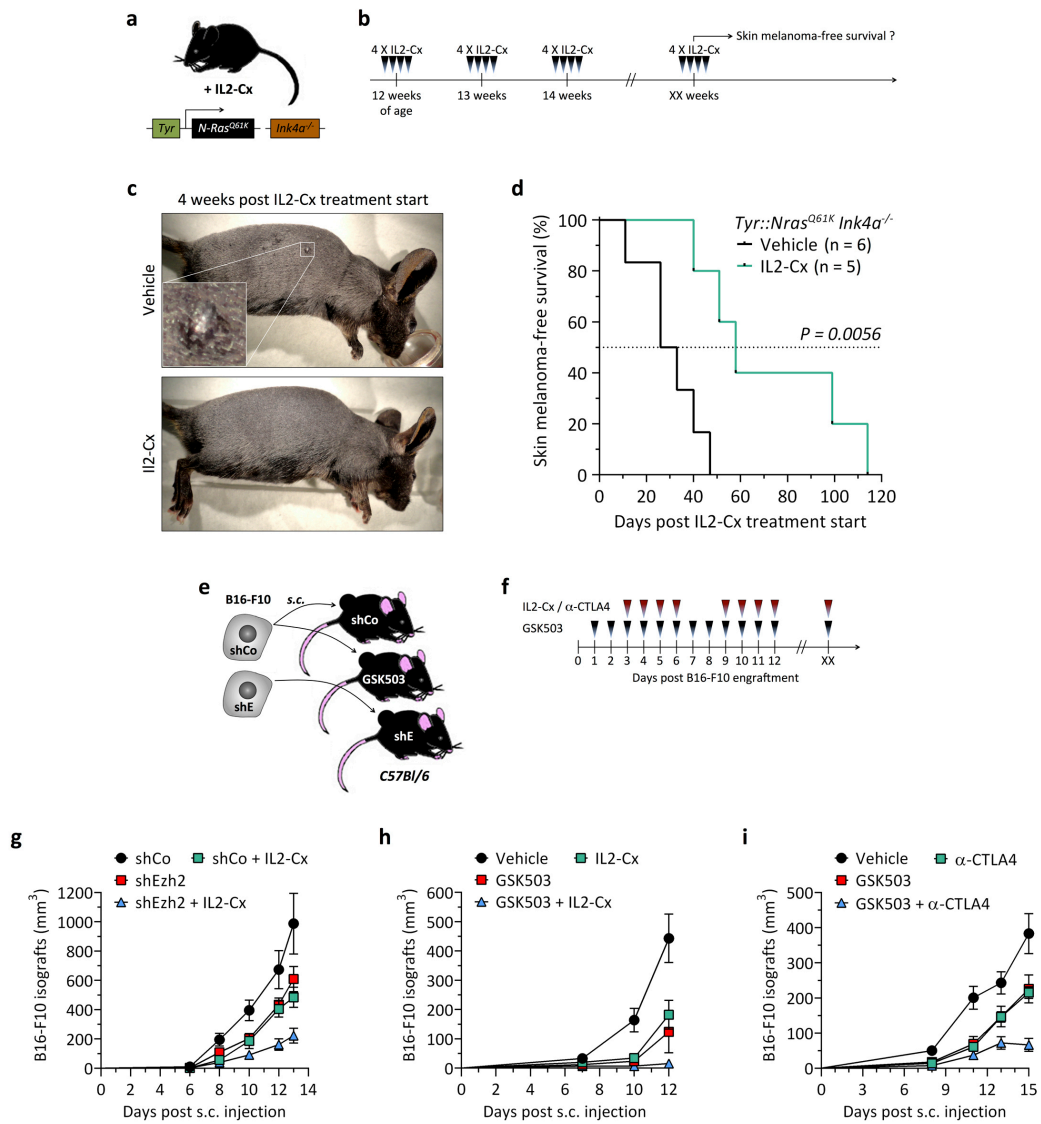 a
+ IL2-Cx
Tyr
N-RasQ61K
Ink4a-/-
b
Skin melanoma-free survival ?
4 X IL2-Cx
4 X IL2-Cx
4 X IL2-Cx
4 X IL2-Cx
12 weeks
of age
13 weeks
14 weeks
XX weeks
c
4 weeks post IL2-Cx treatment start
Vehicle
Il2-Cx
d
Tyr::NrasQ61K Ink4a-/-
Vehicle (n = 6)
IL2-Cx (n = 5)
P = 0.0056
Skin melanoma-free survival (%)
100
80
60
40
20
0
0 20 40 60 80 100 120
Days post IL2-Cx treatment start
e
B16-F10
s.c.
shCo
shCo
GSK503
shE
shE
C57Bl/6
f
IL2-Cx / α-CTLA4
GSK503
0 1 2 3 4 5 6 7 8 9 10 11 12 XX
Days post B16-F10 engraftment
g
shCo
shCo + IL2-Cx
shEzh2
shEzh2 + IL2-Cx
B16-F10 isografts (mm³)
1200
1000
800
600
400
200
0
0 2 4 6 8 10 12 14
Days post s.c. injection
h
Vehicle
IL2-Cx
GSK503
GSK503 + IL2-Cx
B16-F10 isografts (mm³)
600
500
400
300
200
100
0
0 2 4 6 8 10 12
Days post s.c. injection
i
Vehicle
α-CTLA4
GSK503
GSK503 + α-CTLA4
B16-F10 isografts (mm³)
500
400
300
200
100
0
0 3 6 9 12 15
Days post s.c. injection